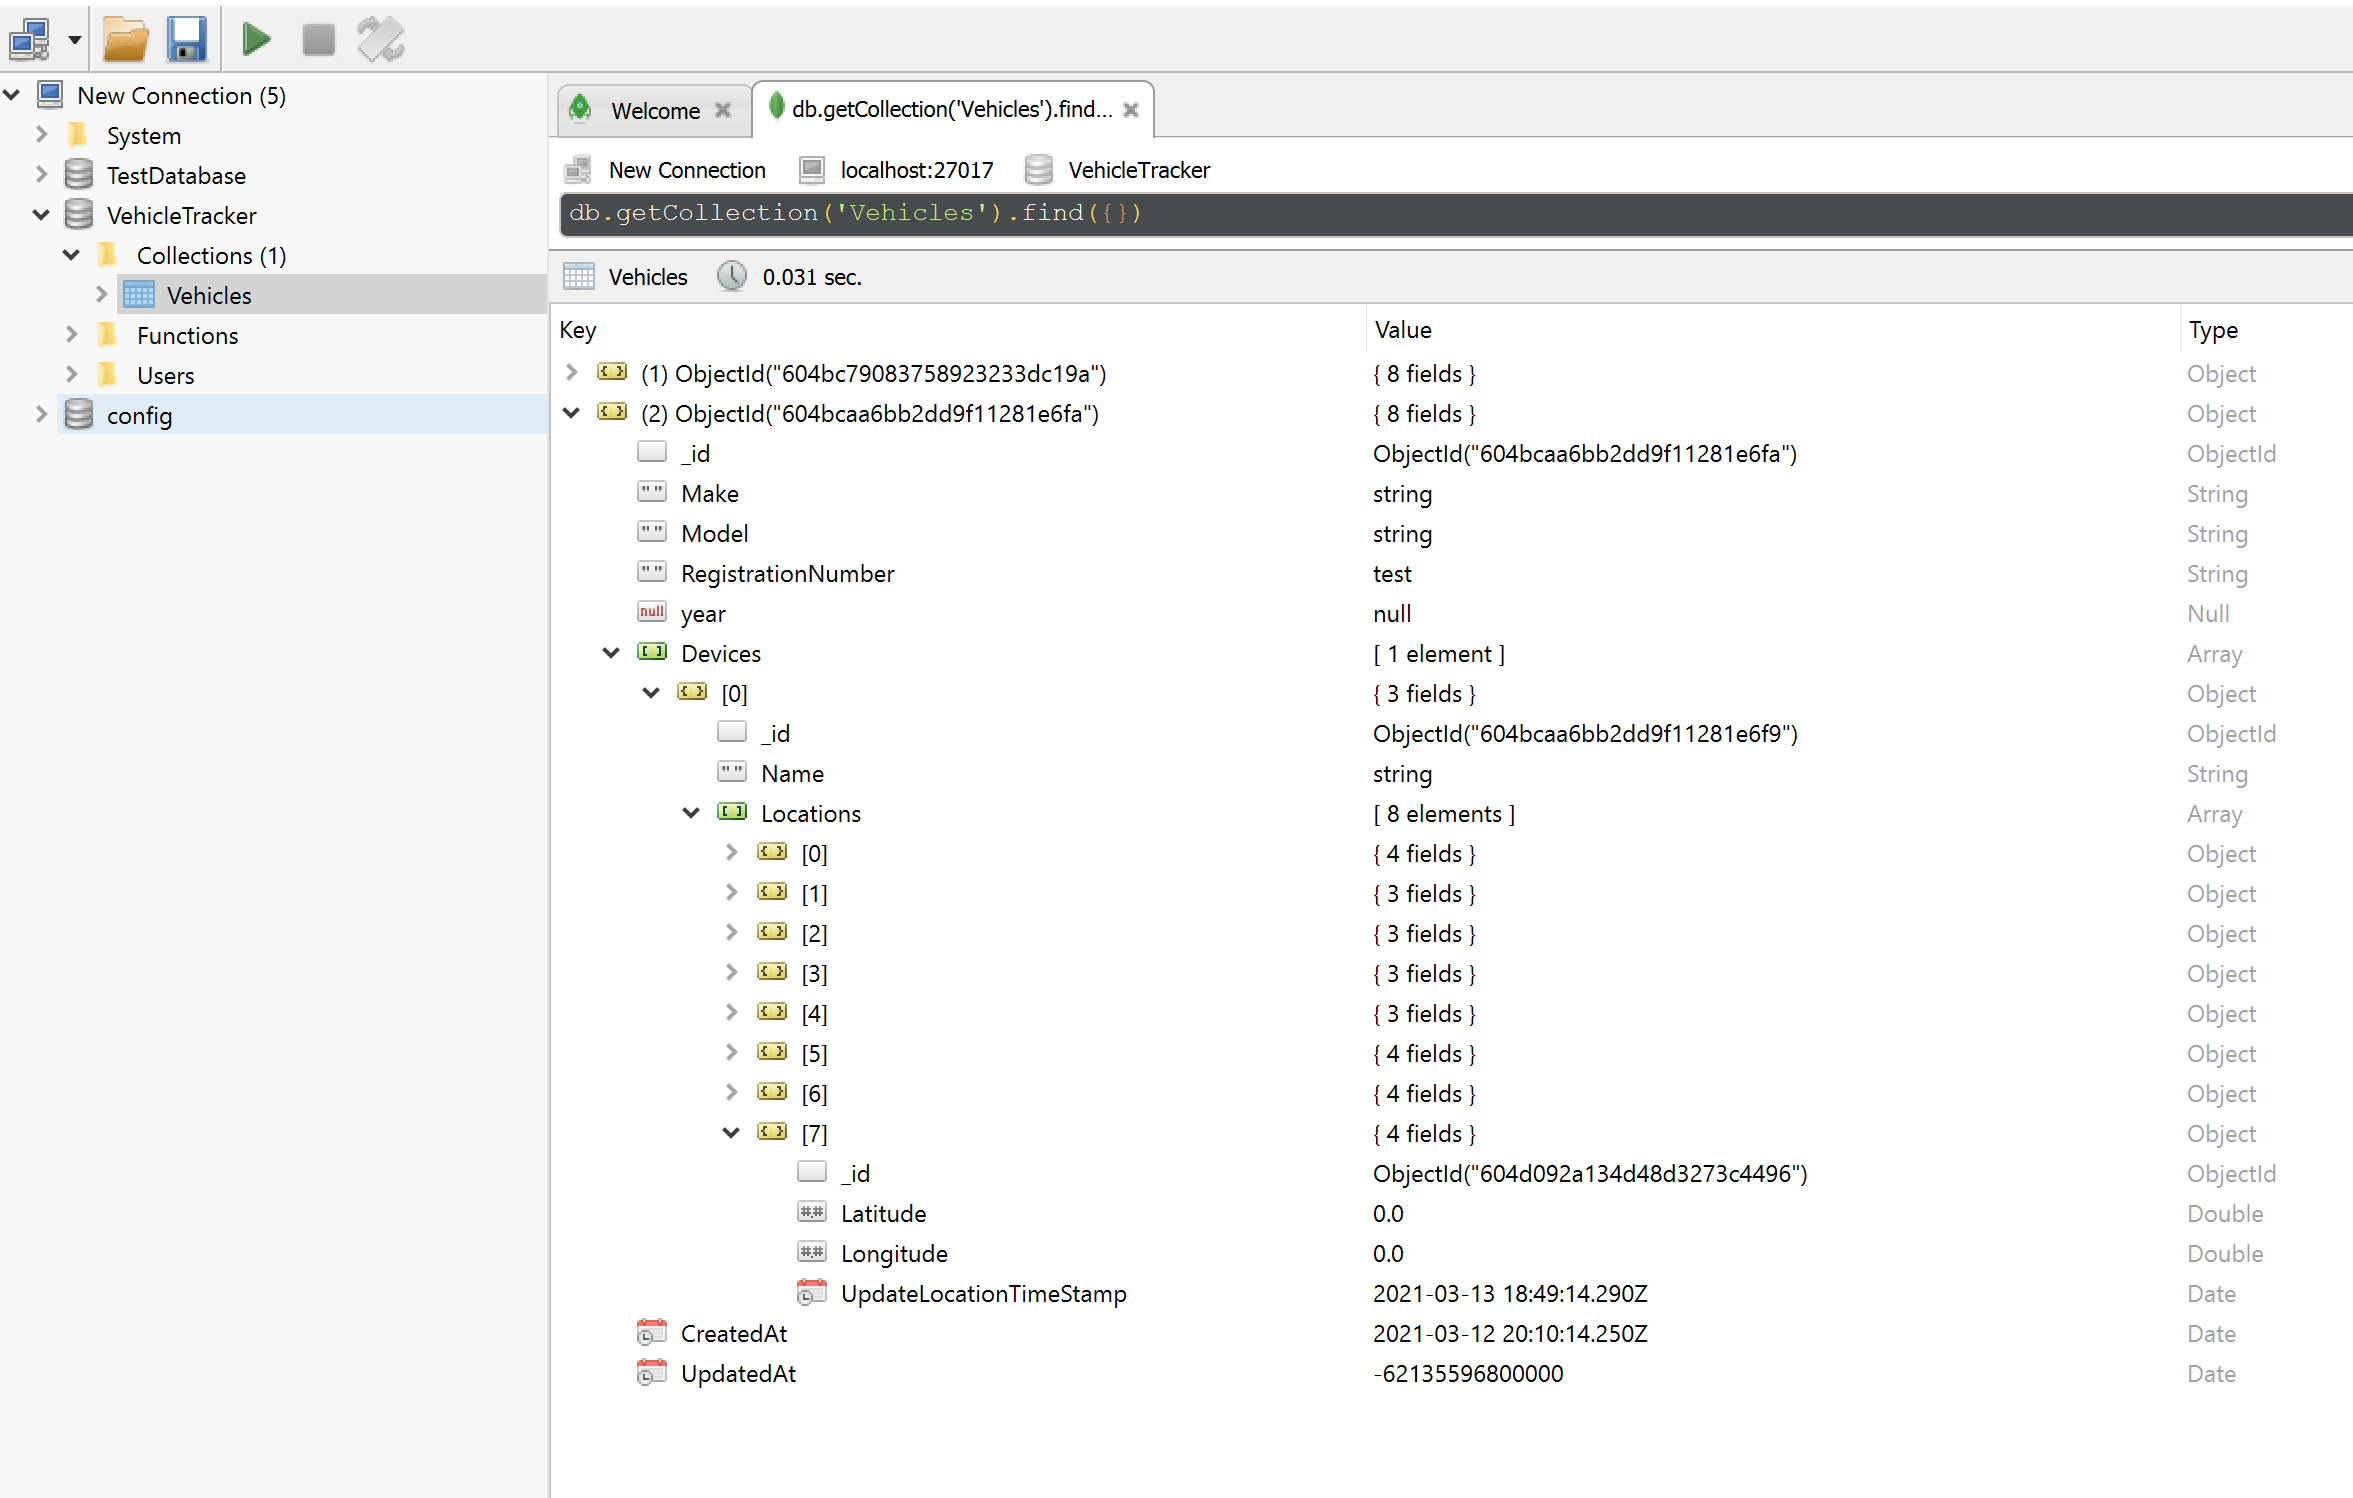 New Connection (5)
System
TestDatabase
VehicleTracker
Collections (1)
Vehicles
Functions
Users
config
Welcome
db.getCollection('Vehicles').find...
New Connection localhost:27017 VehicleTracker
db.getCollection('Vehicles').find({})
Vehicles 0.031 sec.
Key Value Type
(1) ObjectId("604bc79083758923233dc19a") { 8 fields } Object
(2) ObjectId("604bcaa6bb2dd9f11281e6fa") { 8 fields } Object
_id ObjectId("604bcaa6bb2dd9f11281e6fa") ObjectId
"" Make string String
"" Model string String
"" RegistrationNumber test String
null year null Null
Devices [ 1 element ] Array
[0] { 3 fields } Object
_id ObjectId("604bcaa6bb2dd9f11281e6f9") ObjectId
"" Name string String
Locations [ 8 elements ] Array
[0] { 4 fields } Object
[1] { 3 fields } Object
[2] { 3 fields } Object
[3] { 3 fields } Object
[4] { 3 fields } Object
[5] { 4 fields } Object
[6] { 4 fields } Object
[7] { 4 fields } Object
_id ObjectId("604d092a134d48d3273c4496") ObjectId
#.# Latitude 0.0 Double
#.# Longitude 0.0 Double
UpdateLocationTimeStamp 2021-03-13 18:49:14.290Z Date
CreatedAt 2021-03-12 20:10:14.250Z Date
UpdatedAt -62135596800000 Date